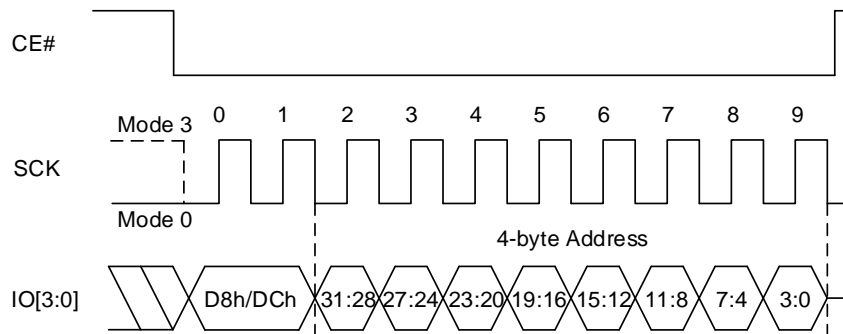 CE#
0 1 2 3 4 5 6 7 8 9
Mode 3
SCK
Mode 0
4-byte Address
IO[3:0] D8h/DCh 31:28 27:24 23:20 19:16 15:12 11:8 7:4 3:0